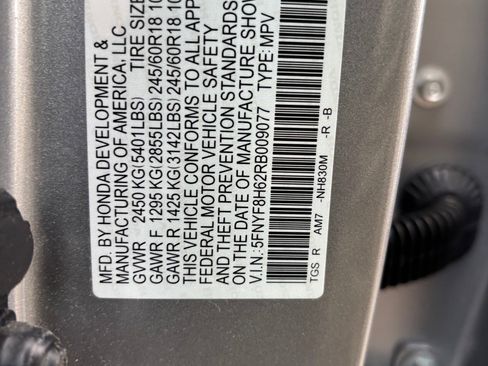 MFD. BY HONDA DEVELOPMENT &
MANUFACTURING OF AMERICA, LLC
GVWR 2450 KG(5401LBS) TIRE SIZE
GAWR F 1295 KG(2855LBS) 245/60R18 10
GAWR R 1425 KG(3142LBS) 245/60R18 10
THIS VEHICLE CONFORMS TO ALL APP
FEDERAL MOTOR VEHICLE SAFETY
AND THEFT PREVENTION STANDARDS
ON THE DATE OF MANUFACTURE SHOW
V.I.N.:5FNYF8H62RB009077 TYPE: MPV
TGS R AM7 -NH830M -R -B